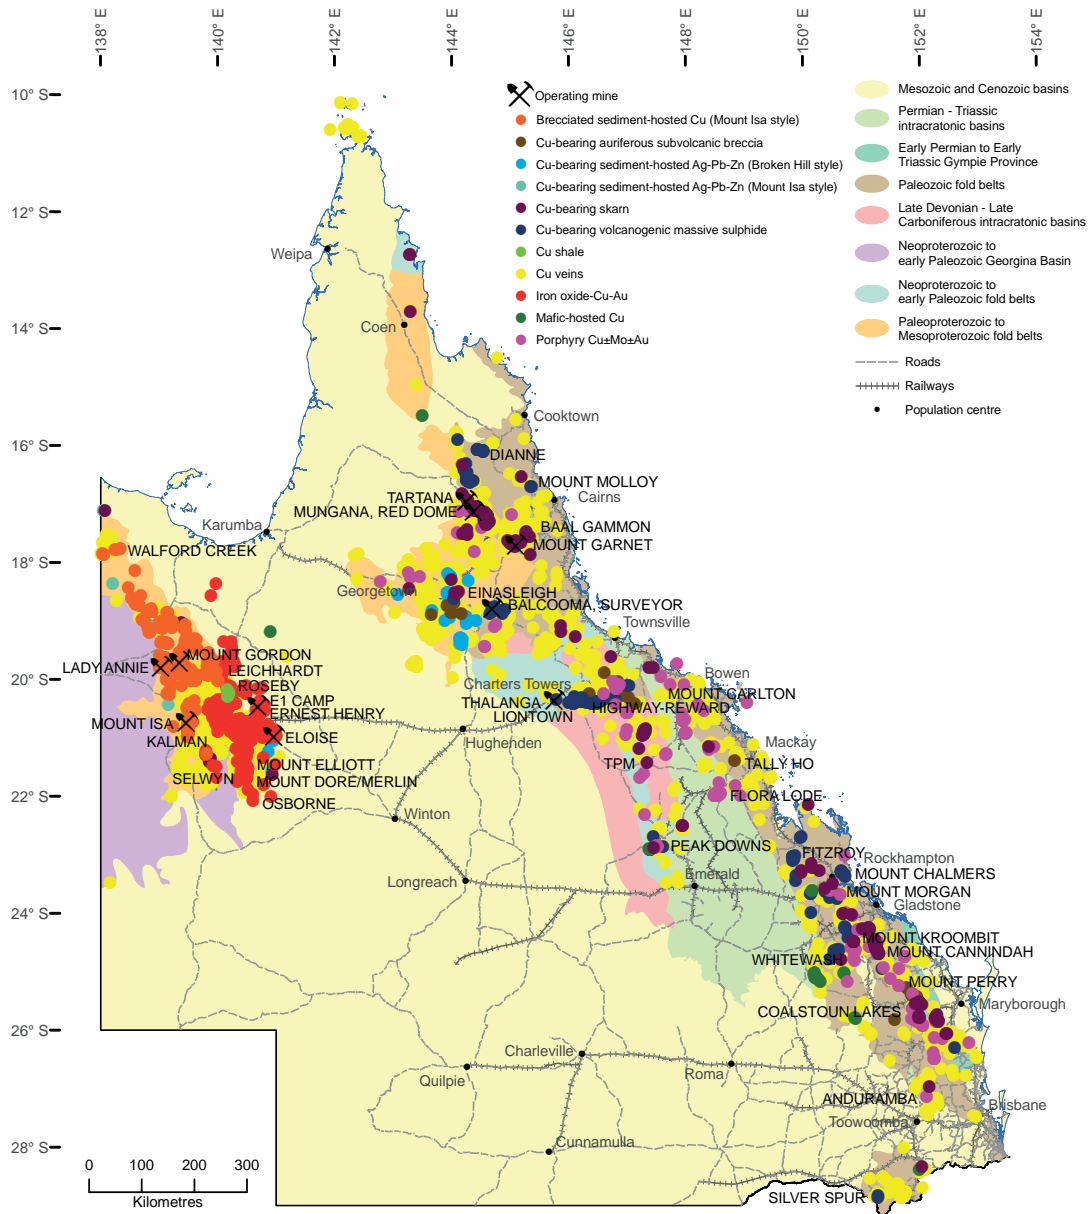 138° E
140° E
142° E
144° E
146° E
148° E
150° E
152° E
154° E
10° S
12° S
14° S
16° S
18° S
20° S
22° S
24° S
26° S
28° S
Operating mine
Brecciated sediment-hosted Cu (Mount Isa style)
Cu-bearing auriferous subvolcanic breccia
Cu-bearing sediment-hosted Ag-Pb-Zn (Broken Hill style)
Cu-bearing sediment-hosted Ag-Pb-Zn (Mount Isa style)
Cu-bearing skarn
Cu-bearing volcanogenic massive sulphide
Cu shale
Cu veins
Iron oxide-Cu-Au
Mafic-hosted Cu
Porphyry Cu±Mo±Au
Mesozoic and Cenozoic basins
Permian - Triassic
intracratonic basins
Early Permian to Early
Triassic Gympie Province
Paleozoic fold belts
Late Devonian - Late
Carboniferous intracratonic basins
Neoproterozoic to
early Paleozoic Georgina Basin
Neoproterozoic to
early Paleozoic fold belts
Paleoproterozoic to
Mesoproterozoic fold belts
Roads
Railways
Population centre
Weipa
Coen
Cooktown
DIANNE
MOUNT MOLLOY
TARTANA
Cairns
MUNGANA, RED DOME
Karumba
BAAL GAMMON
MOUNT GARNET
WALFORD CREEK
Georgetown
EINASLEIGH
BALCOOMA, SURVEYOR
Townsville
MOUNT GORDON
LADY ANNIE
LEICHHARDT
ROSEBY
E1 CAMP
ERNEST HENRY
MOUNT ISA
ELOISE
KALMAN
MOUNT ELLIOTT
SELWYN
MOUNT DORE/MERLIN
OSBORNE
Bowen
Charters Towers
MOUNT CARLTON
THALANGA
HIGHWAY-REWARD
LIONTOWN
Hughenden
Mackay
TPM
TALLY HO
FLORA LODE
Winton
PEAK DOWNS
FITZROY
Rockhampton
Emerald
MOUNT CHALMERS
Longreach
MOUNT MORGAN
Gladstone
MOUNT KROOMBIT
MOUNT CANNINDAH
WHITEWASH
MOUNT PERRY
Maryborough
COALSTOUN LAKES
Charleville
Quilpie
Roma
ANDURAMBA
Brisbane
Toowoomba
Cunnamulla
SILVER SPUR
0 100 200 300
Kilometres